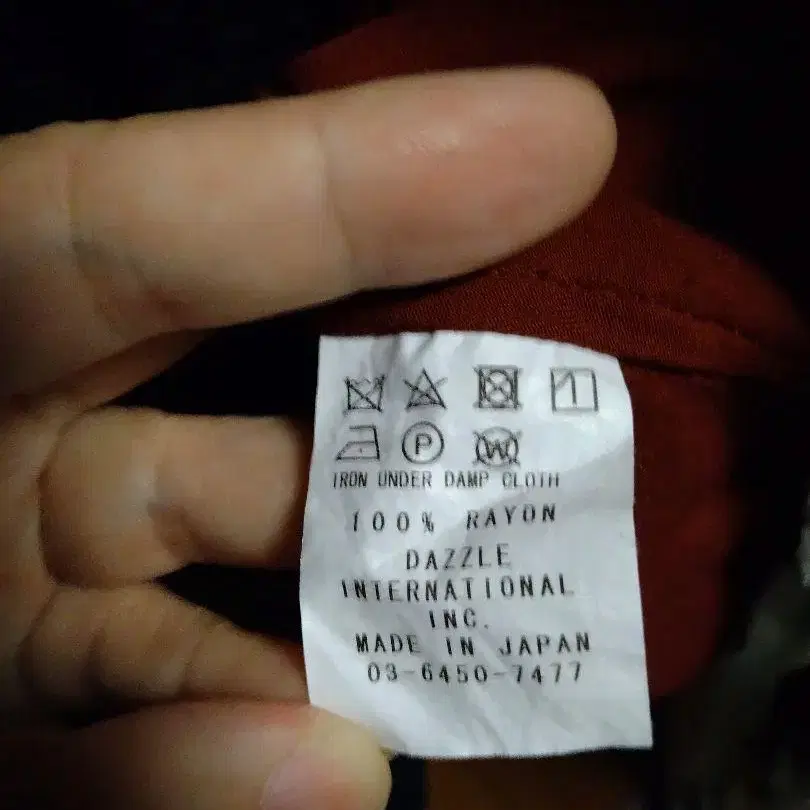 P W
IRON UNDER DAMP CLOTH
100% RAYON
DAZZLE
INTERNATIONAL
INC.
MADE IN JAPAN
03-6450-7477